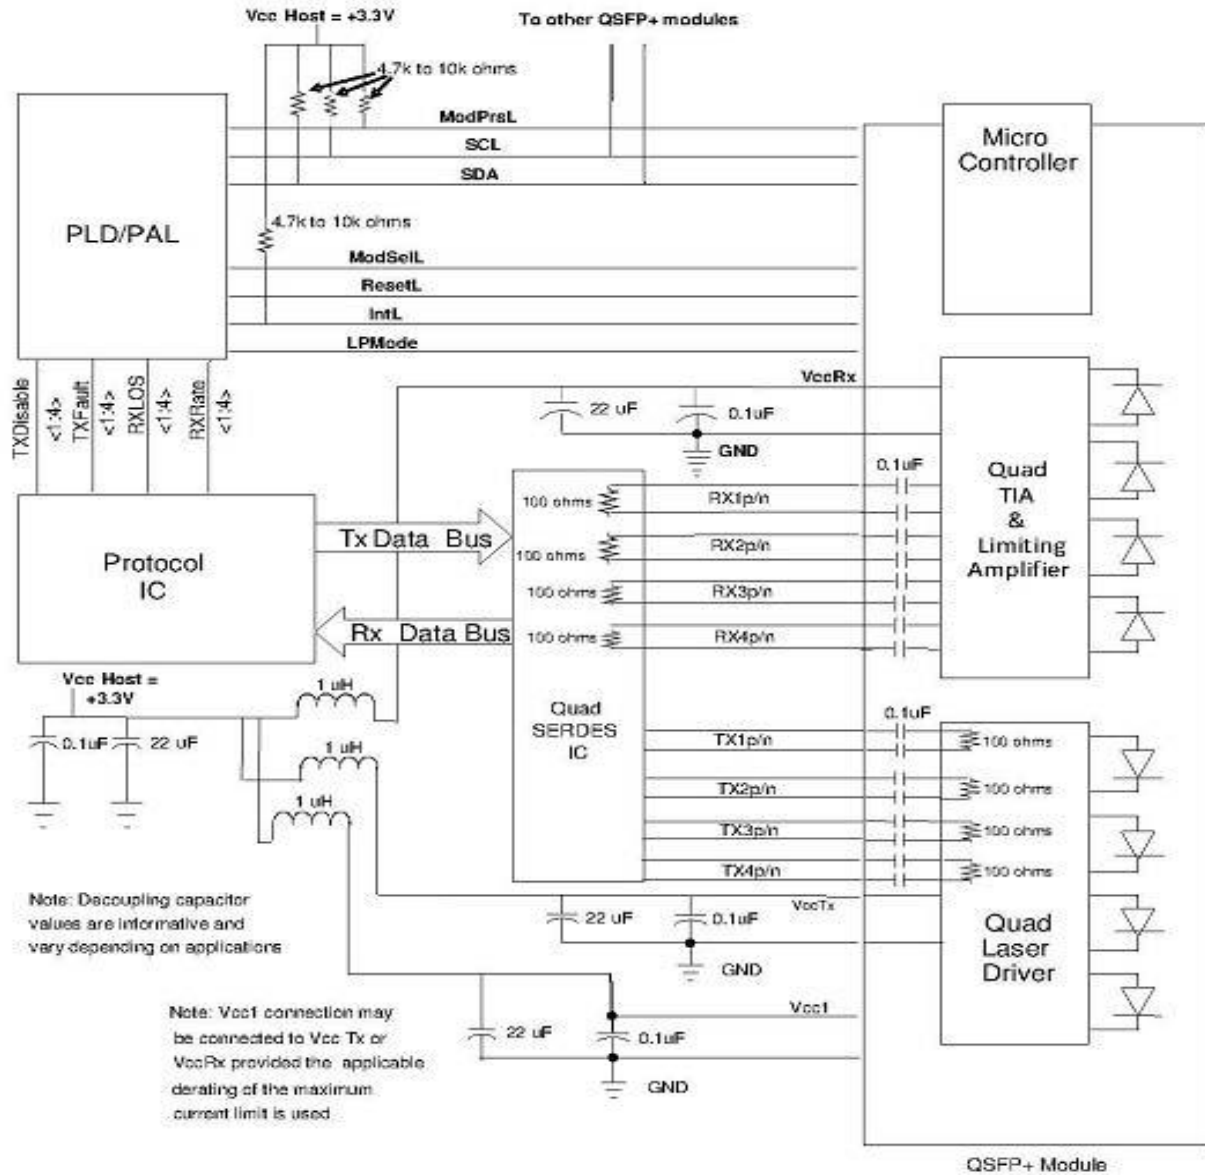 Vcc Host = +3.3V
To other QSFP+ modules
4.7k to 10k ohms
ModPrsL
SCL
SDA
PLD/PAL
4.7k to 10k ohms
ModSelL
ResetL
IntL
LPMode
Micro
Controller
TXDisable
<1:4>
TXFault
<1:4>
RXLOS
<1:4>
RXRate
<1:4>
VccRx
22 uF
0.1uF
GND
0.1uF
Quad
TIA
&
Limiting
Amplifier
100 ohms
RX1p/n
100 ohms
RX2p/n
100 ohms
RX3p/n
100 ohms
RX4p/n
Tx Data Bus
Protocol
IC
Rx Data Bus
Vcc Host =
+3.3V
0.1uF
22 uF
1 uH
1 uH
1 uH
Quad
SERDES
IC
0.1uF
TX1p/n
100 ohms
TX2p/n
100 ohms
TX3p/n
100 ohms
TX4p/n
100 ohms
Quad
Laser
Driver
Note: Decoupling capacitor
values are informative and
vary depending on applications
VccTx
22 uF
0.1uF
GND
Note: Vcc1 connection may
be connected to Vcc Tx or
VccRx provided the applicable
derating of the maximum
current limit is used
Vcc1
22 uF
0.1uF
GND
QSFP+ Module